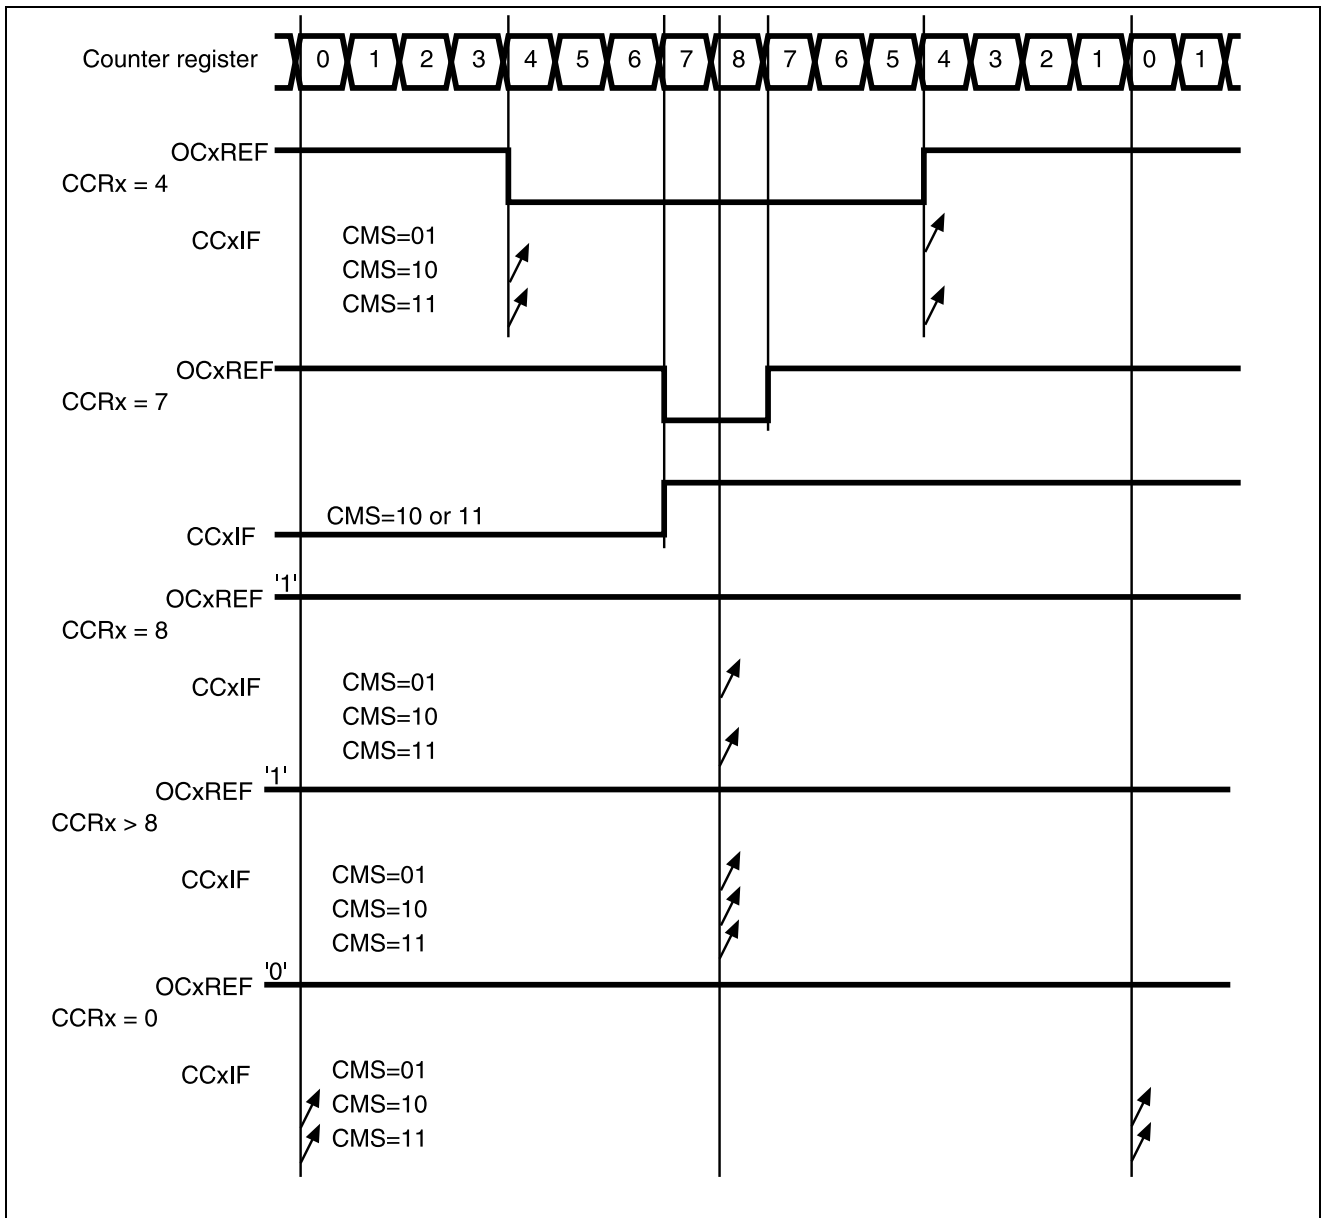 Counter register 0 1 2 3 4 5 6 7 8 7 6 5 4 3 2 1 0 1
OCxREF
CCRx = 4
CCxIF CMS=01
CMS=10
CMS=11
OCxREF
CCRx = 7
CMS=10 or 11
CCxIF
OCxREF '1'
CCRx = 8
CCxIF CMS=01
CMS=10
CMS=11
OCxREF '1'
CCRx > 8
CCxIF CMS=01
CMS=10
CMS=11
OCxREF '0'
CCRx = 0
CCxIF CMS=01
CMS=10
CMS=11